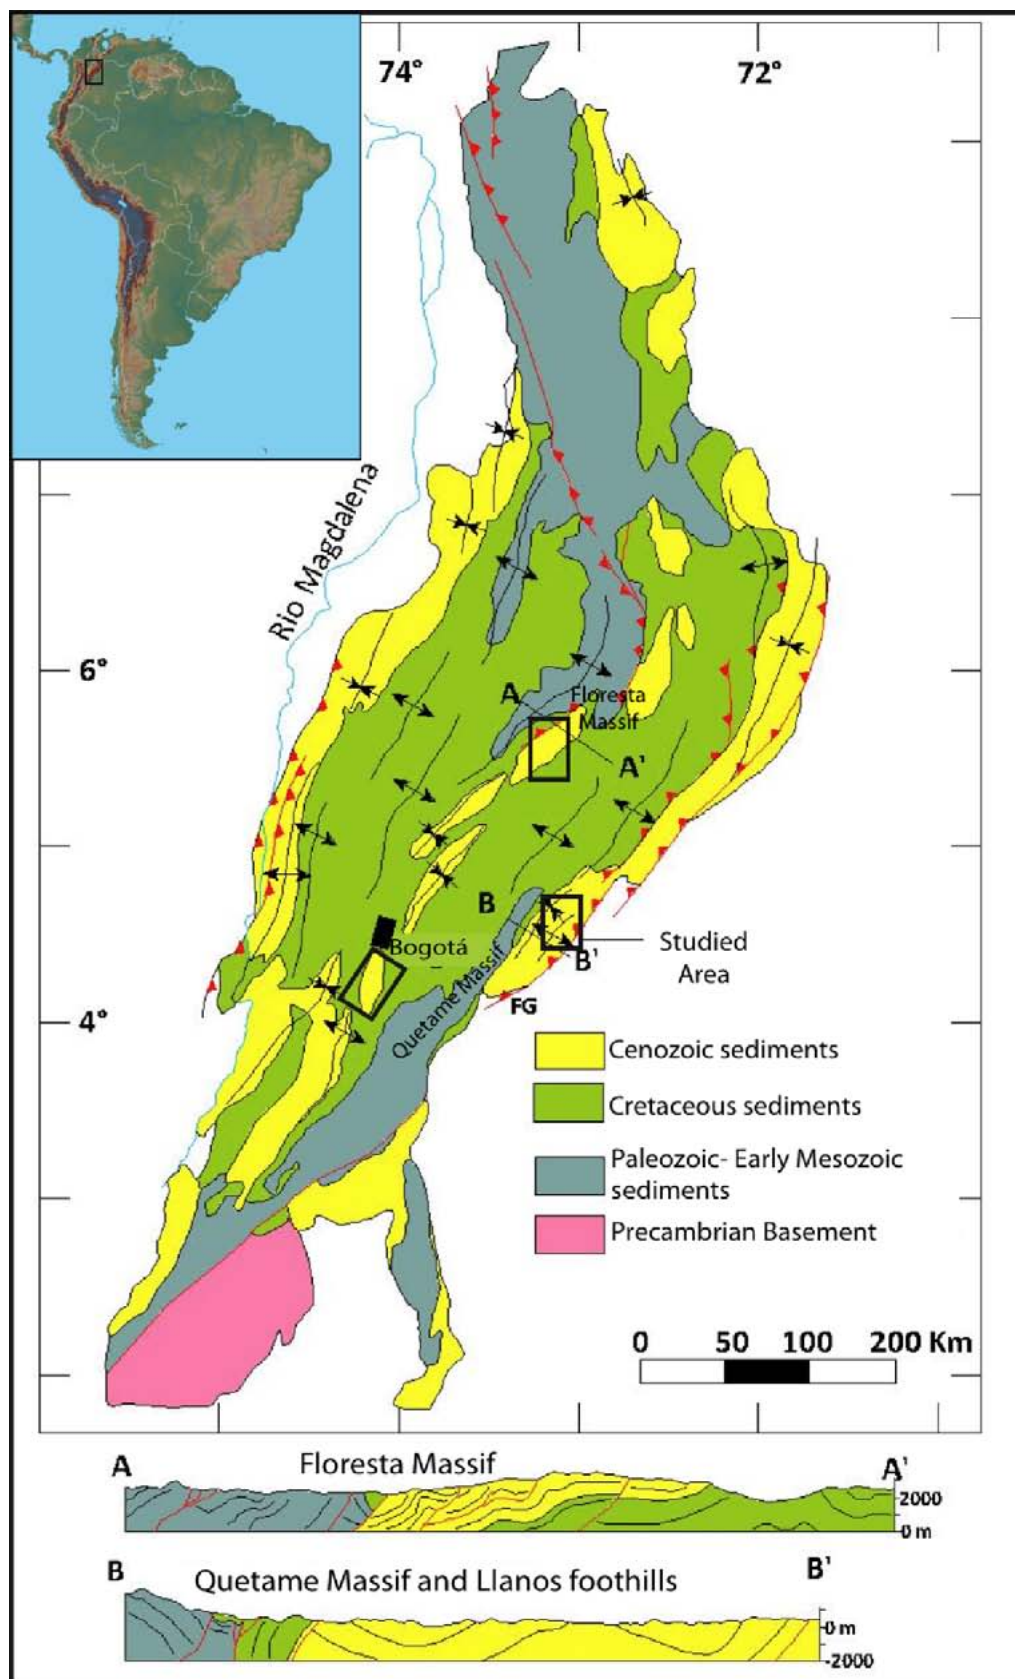 74°
72°
Rio Magdalena
6°
A
Floresta
Massif
A'
B
Bogotá
Quetame Massif
B'
Studied
Area
4°
FG
Cenozoic sediments
Cretaceous sediments
Paleozoic- Early Mesozoic
sediments
Precambrian Basement
0 50 100 200 Km
A Floresta Massif A'
2000
0 m
B Quetame Massif and Llanos foothills B'
0 m
-2000